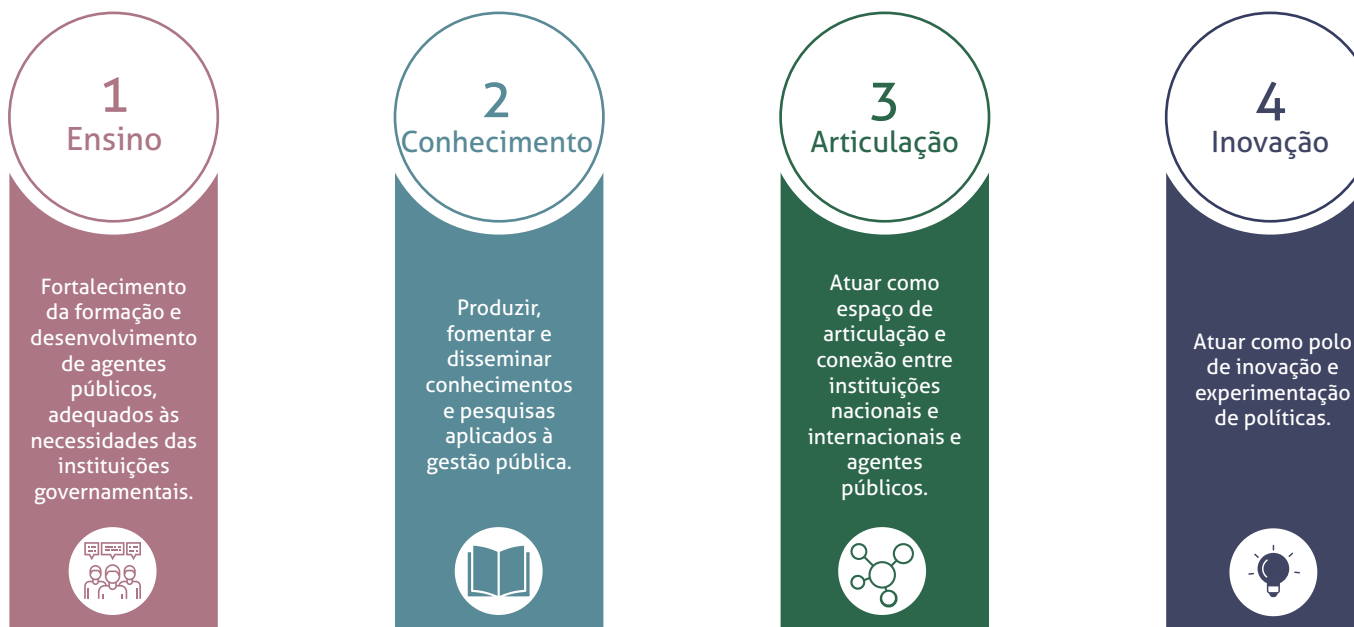 1
Ensino
Fortalecimento
da formação e
desenvolvimento
de agentes
públicos,
adequados às
necessidades das
instituições
governamentais.
2
Conhecimento
Produzir,
fomentar e
disseminar
conhecimentos
e pesquisas
aplicados à
gestão pública.
3
Articulação
Atuar como
espaço de
articulação e
conexão entre
instituições
nacionais e
internacionais e
agentes
públicos.
4
Inovação
Atuar como polo
de inovação e
experimentação
de políticas.